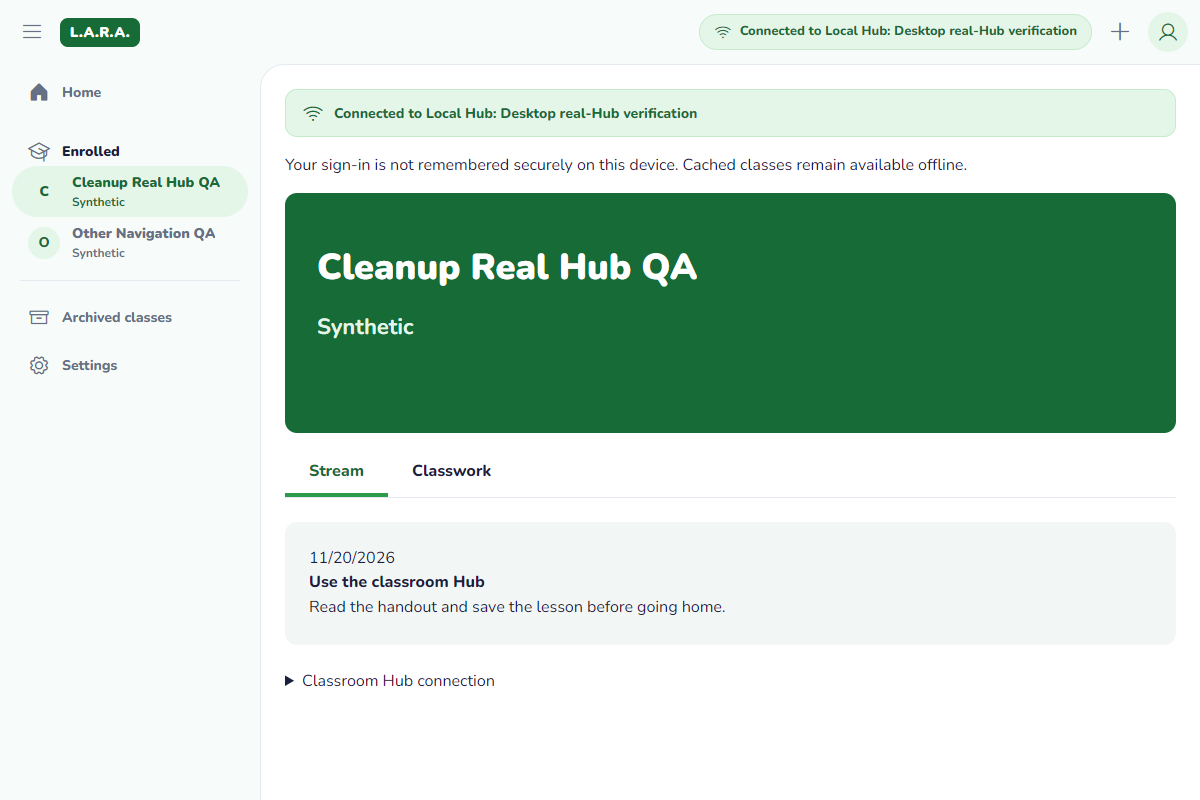 L.A.R.A.
Connected to Local Hub: Desktop real-Hub verification
Home
Enrolled
C
Cleanup Real Hub QA
Synthetic
O
Other Navigation QA
Synthetic
Archived classes
Settings
Connected to Local Hub: Desktop real-Hub verification
Your sign-in is not remembered securely on this device. Cached classes remain available offline.
Cleanup Real Hub QA
Synthetic
Stream
Classwork
11/20/2026
Use the classroom Hub
Read the handout and save the lesson before going home.
Classroom Hub connection